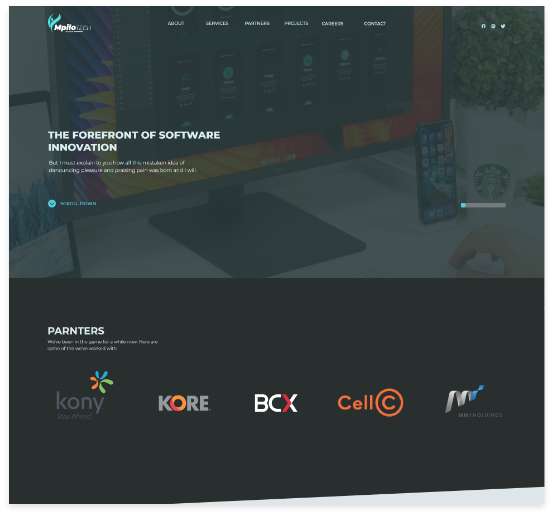 MpiloTECH
ABOUT SERVICES PARTNERS PROJECTS CAREERS CONTACT
THE FOREFRONT OF SOFTWARE
INNOVATION
But I must explain to you how all this mistaken idea of
denouncing pleasure and praising pain was born and I will.
SCROLL DOWN
PARNTERS
We've been in the game for a while now. Here are
some of the we've worked with
kony
Stay Ahead
KORE
BCX
Cell C
MMI HOLDINGS